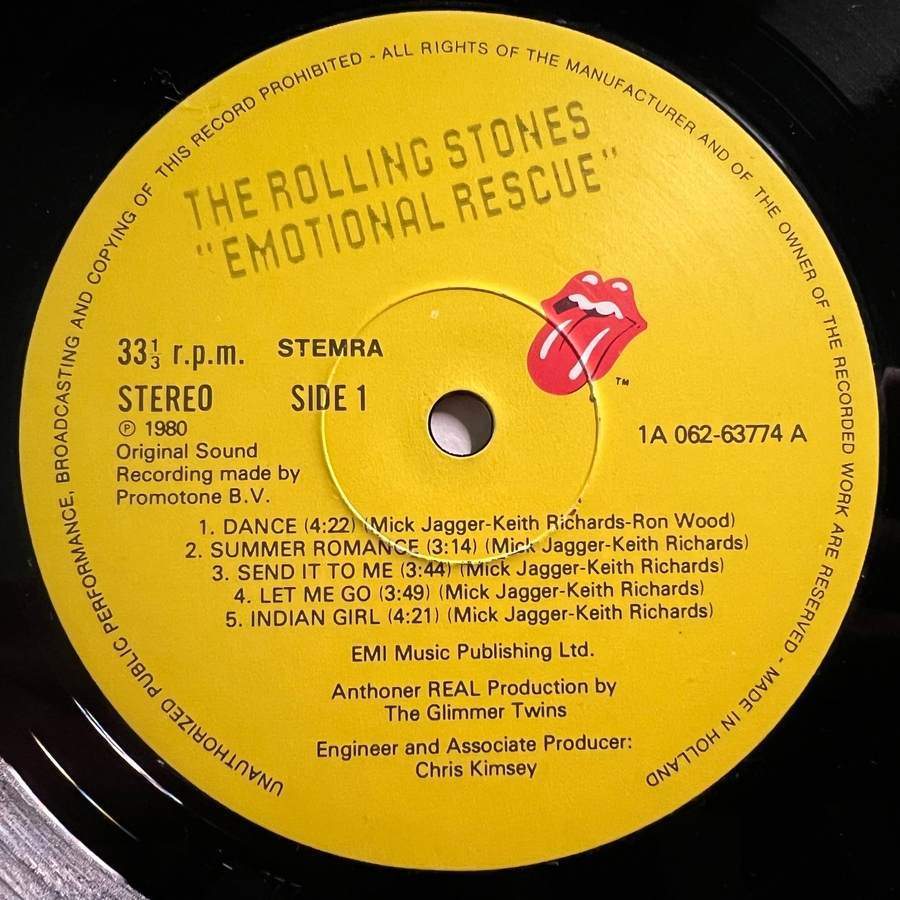 UNAUTHORIZED PUBLIC PERFORMANCE, BROADCASTING AND COPYING OF THIS RECORD PROHIBITED - ALL RIGHTS OF THE MANUFACTURER AND OF THE OWNER OF THE RECORDED WORK ARE RESERVED - MADE IN HOLLAND
THE ROLLING STONES
"EMOTIONAL RESCUE"
TM
33⅓ r.p.m. STEMRA
STEREO SIDE 1
℗ 1980
Original Sound
Recording made by
Promotone B.V.
1A 062-63774 A
1. DANCE (4:22) (Mick Jagger-Keith Richards-Ron Wood)
2. SUMMER ROMANCE (3:14) (Mick Jagger-Keith Richards)
3. SEND IT TO ME (3:44) (Mick Jagger-Keith Richards)
4. LET ME GO (3:49) (Mick Jagger-Keith Richards)
5. INDIAN GIRL (4:21) (Mick Jagger-Keith Richards)
EMI Music Publishing Ltd.
Anthoner REAL Production by
The Glimmer Twins
Engineer and Associate Producer:
Chris Kimsey